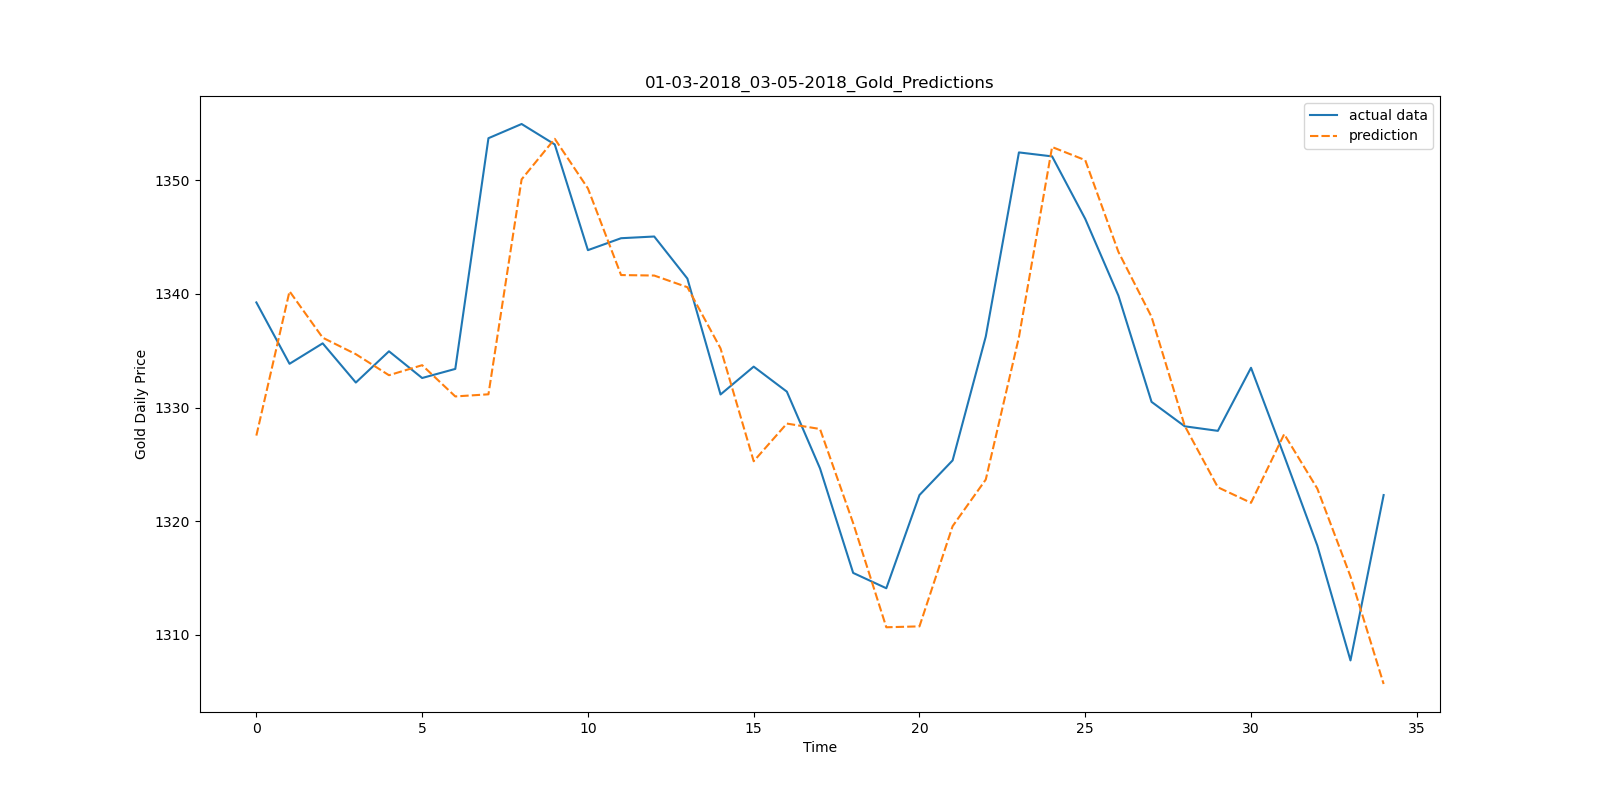 01-03-2018_03-05-2018_Gold_Predictions
actual data
prediction
Gold Daily Price
1350
1340
1330
1320
1310
0 5 10 15 20 25 30 35
Time